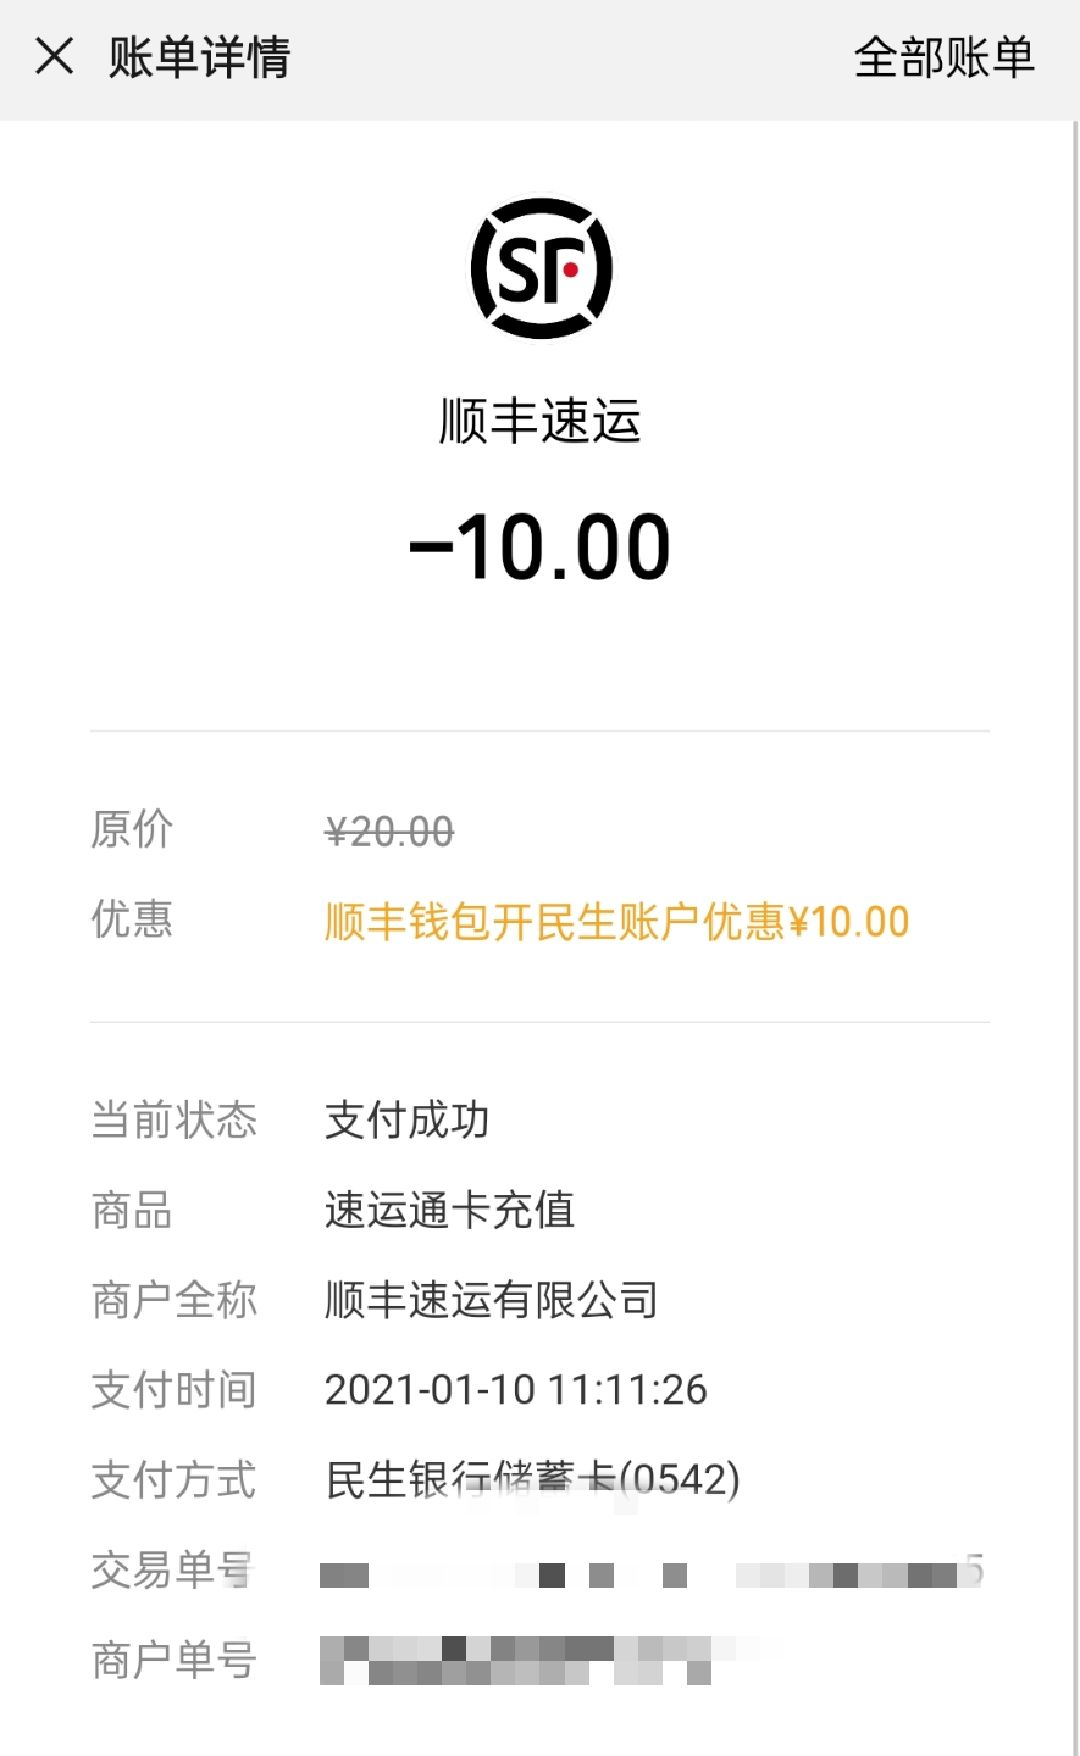 账单详情 全部账单
SF
顺丰速运
-10.00
原价 ¥20.00
优惠 顺丰钱包开民生账户优惠¥10.00
当前状态 支付成功
商品 速运通卡充值
商户全称 顺丰速运有限公司
支付时间 2021-01-10 11:11:26
支付方式 民生银行储蓄卡(0542)
交易单号 5
商户单号